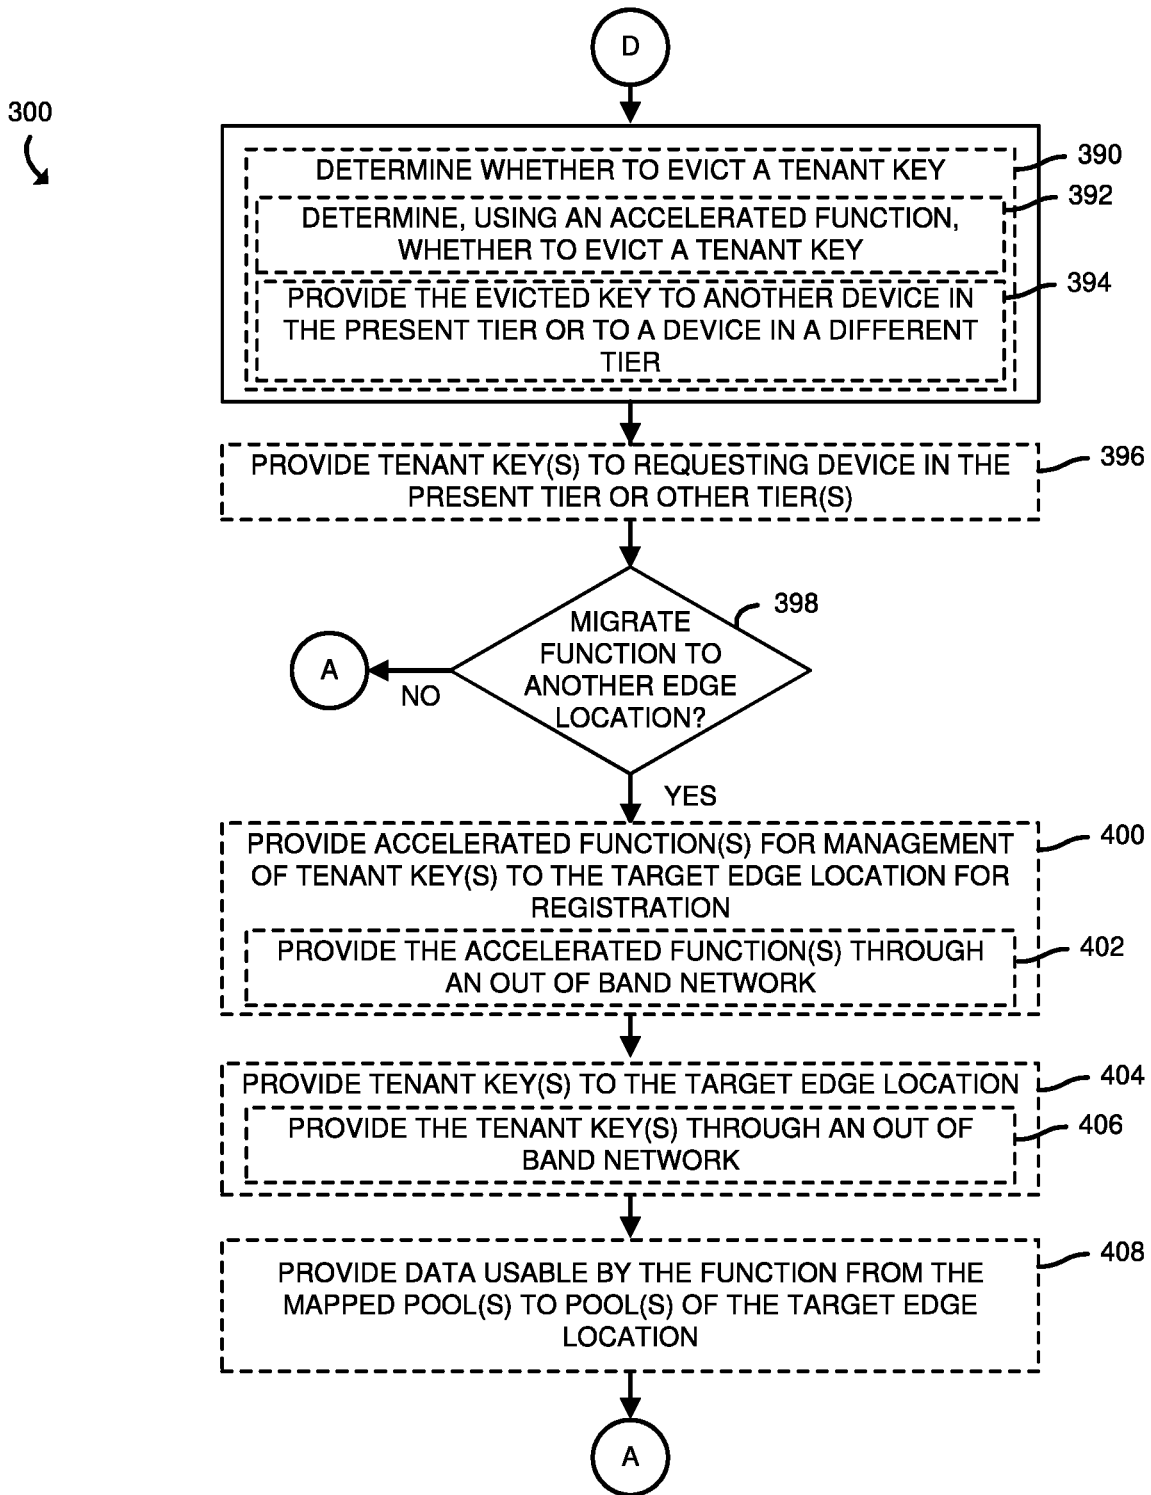 D
300
DETERMINE WHETHER TO EVICT A TENANT KEY
390
DETERMINE, USING AN ACCELERATED FUNCTION,
WHETHER TO EVICT A TENANT KEY
392
PROVIDE THE EVICTED KEY TO ANOTHER DEVICE IN
THE PRESENT TIER OR TO A DEVICE IN A DIFFERENT
TIER
394
PROVIDE TENANT KEY(S) TO REQUESTING DEVICE IN THE
PRESENT TIER OR OTHER TIER(S)
396
MIGRATE
FUNCTION TO
ANOTHER EDGE
LOCATION?
398
A
NO
YES
PROVIDE ACCELERATED FUNCTION(S) FOR MANAGEMENT
OF TENANT KEY(S) TO THE TARGET EDGE LOCATION FOR
REGISTRATION
400
PROVIDE THE ACCELERATED FUNCTION(S) THROUGH
AN OUT OF BAND NETWORK
402
PROVIDE TENANT KEY(S) TO THE TARGET EDGE LOCATION
404
PROVIDE THE TENANT KEY(S) THROUGH AN OUT OF
BAND NETWORK
406
PROVIDE DATA USABLE BY THE FUNCTION FROM THE
MAPPED POOL(S) TO POOL(S) OF THE TARGET EDGE
LOCATION
408
A